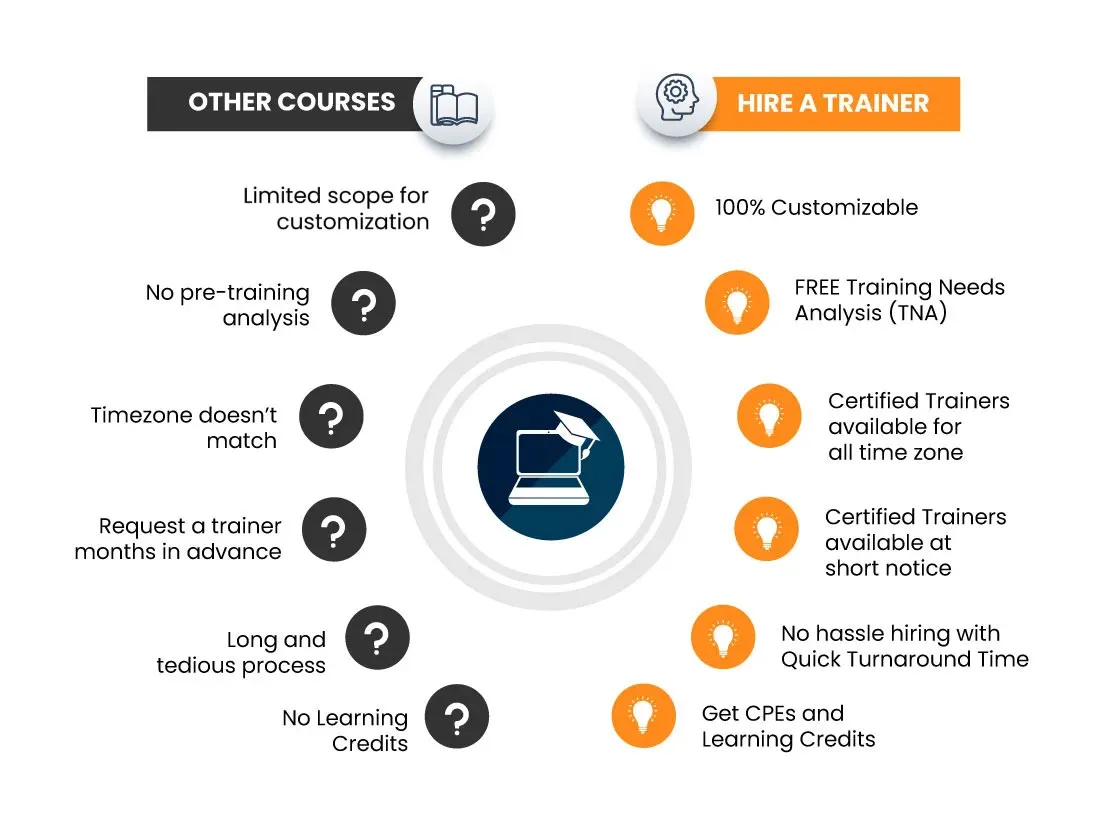 OTHER COURSES
Limited scope for
customization
No pre-training
analysis
Timezone doesn’t
match
Request a trainer
months in advance
Long and
tedious process
No Learning
Credits
HIRE A TRAINER
100% Customizable
FREE Training Needs
Analysis (TNA)
Certified Trainers
available for
all time zone
Certified Trainers
available at
short notice
No hassle hiring with
Quick Turnaround Time
Get CPEs and
Learning Credits